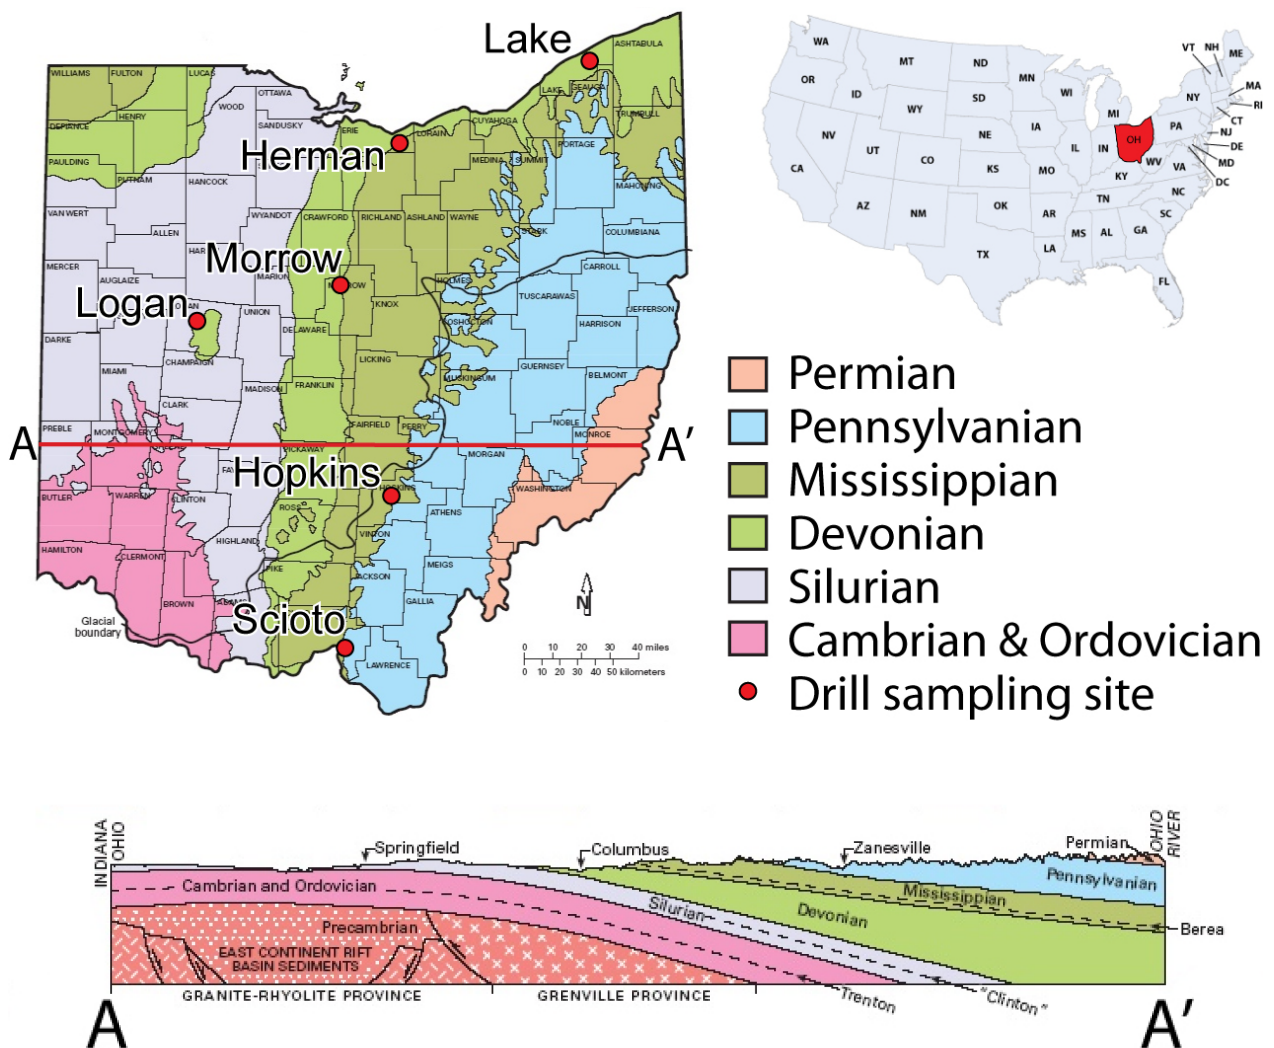 Lake
ASHTABULA
WILLIAMS
FULTON
LUCAS
OTTAWA
WOOD
LAKE
GEAUGA
HENRY
DEFIANCE
SANDUSKY
ERIE
LORAIN
CUYAHOGA
TRUMBULL
Herman
PORTAGE
PAULDING
MEDINA
SUMMIT
PUTNAM
HANCOCK
MAHONING
VAN WERT
WYANDOT
CRAWFORD
RICHLAND
ASHLAND
WAYNE
ALLEN
STARK
COLUMBIANA
HAR
Morrow
MERCER
AUGLAIZE
MARION
CARROLL
HOLMES
Logan
UNION
KNOX
TUSCARAWAS
JEFFERSON
COSHOCTON
HARRISON
DELAWARE
DARKE
CHAMPAIGN
LICKING
GUERNSEY
MIAMI
MUSKINGUM
BELMONT
MADISON
FRANKLIN
CLARK
PREBLE
MONTGOMERY
FAIRFIELD
PERRY
NOBLE
MONROE
A
A′
PICKAWAY
MORGAN
FAY
Hopkins
HOCKING
WASHINGTON
BUTLER
WARREN
CLINTON
ROSS
ATHENS
VINTON
HIGHLAND
HAMILTON
CLERMONT
PIKE
MEIGS
JACKSON
BROWN
ADAMS
GALLIA
Scioto
Glacial
boundary
LAWRENCE
N
0 10 20 30 40 miles
0 10 20 30 40 50 kilometers
WA
OR
ID
MT
ND
MN
SD
WY
NV
UT
CO
NE
IA
WI
MI
IL
IN
OH
PA
NY
VT
NH
ME
MA
RI
CT
NJ
DE
MD
DC
WV
VA
KY
CA
KS
MO
AZ
NM
OK
AR
TN
NC
SC
MS
AL
GA
TX
LA
FL
Permian
Pennsylvanian
Mississippian
Devonian
Silurian
Cambrian & Ordovician
Drill sampling site
INDIANA
OHIO
Springfield
Columbus
Zanesville
Permian
OHIO
RIVER
Cambrian and Ordovician
Silurian
Devonian
Mississippian
Pennsylvanian
Precambrian
Berea
EAST CONTINENT RIFT
BASIN SEDIMENTS
GRANITE-RHYOLITE PROVINCE
GRENVILLE PROVINCE
Trenton
"Clinton"
A
A′